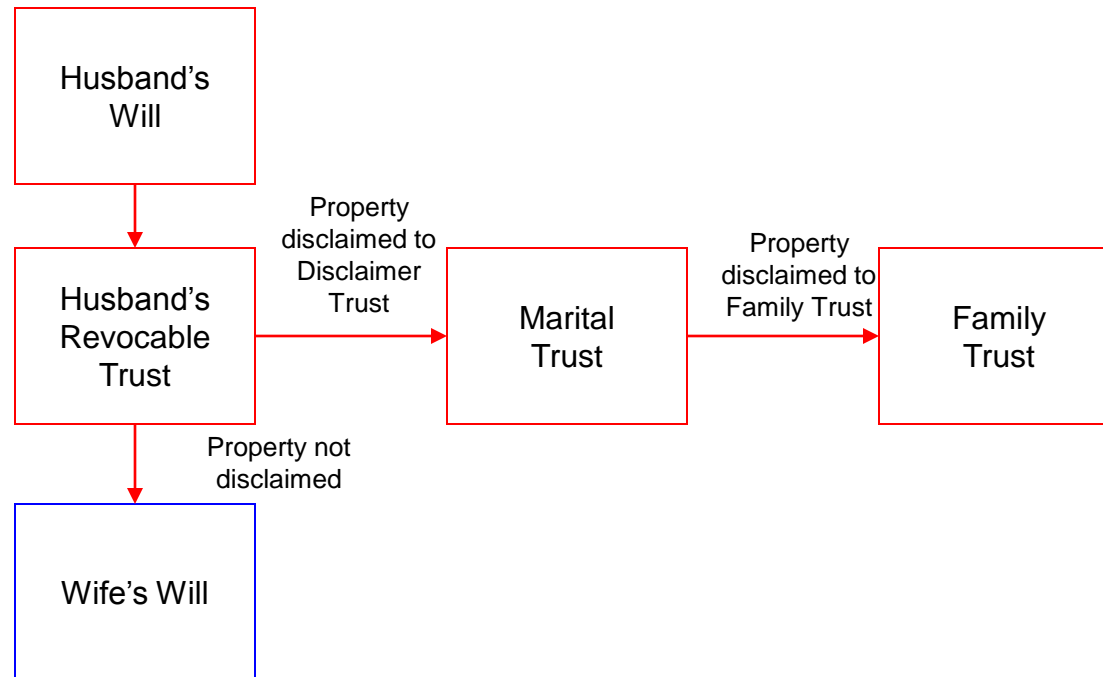 Husband's
Will
Property
disclaimed to
Disclaimer
Trust
Property
disclaimed to
Family Trust
Husband's
Revocable
Trust
Marital
Trust
Family
Trust
Property not
disclaimed
Wife's Will